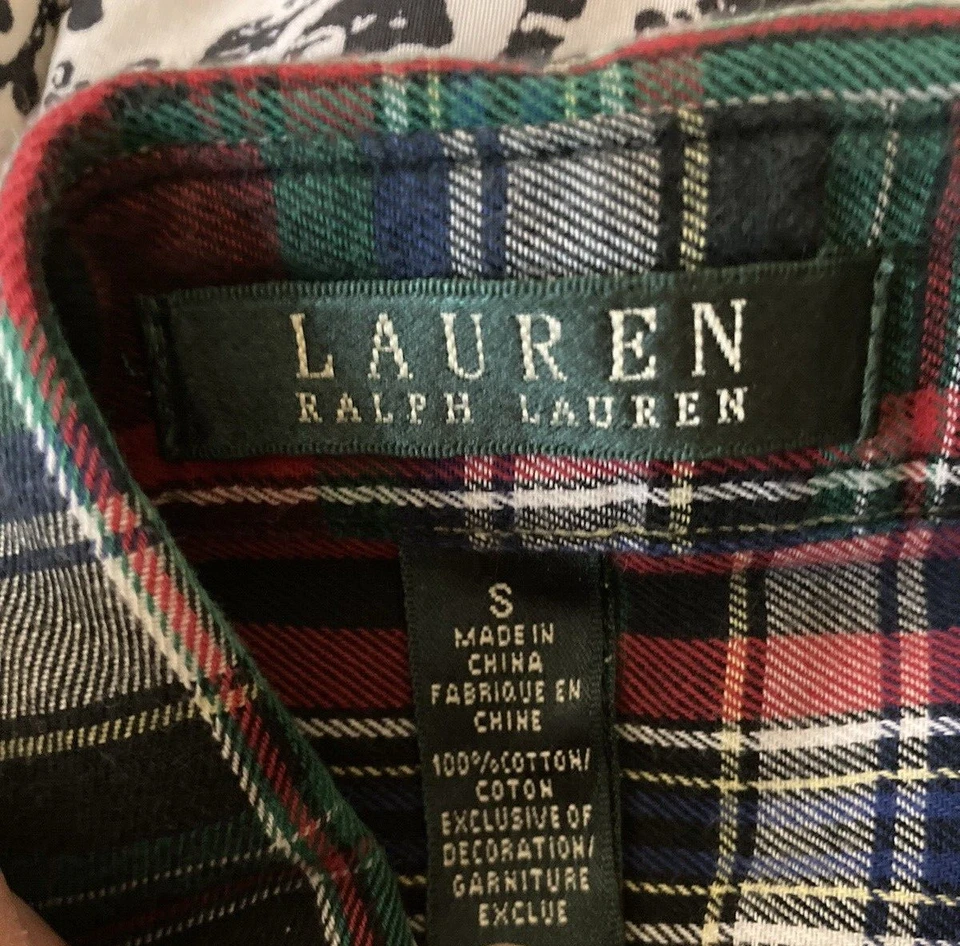 LAUREN
RALPH LAUREN
S
MADE IN
CHINA
FABRIQUE EN
CHINE
100%COTTON/
COTON
EXCLUSIVE OF
DECORATION/
GARNITURE
EXCLUE